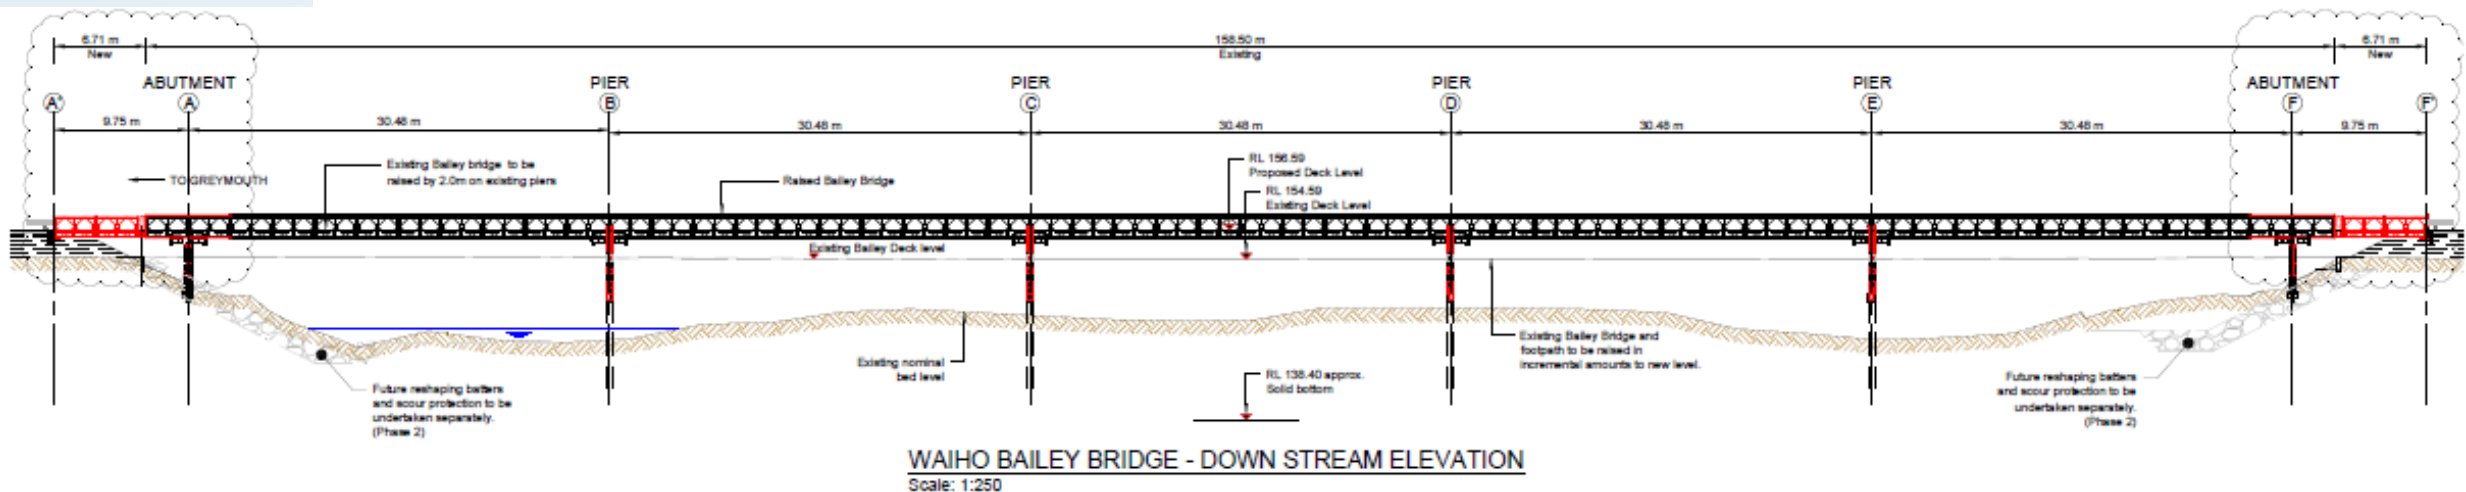 6.71 m
New
158.50 m
Existing
6.71 m
New
ABUTMENT
PIER
PIER
PIER
PIER
ABUTMENT
A'
A
B
C
D
E
F
F'
9.75 m
30.48 m
30.48 m
30.48 m
30.48 m
30.48 m
9.75 m
TO GREYMOUTH
Existing Bailey bridge to be
raised by 2.0m on existing piers
Raised Bailey Bridge
RL 156.59
Proposed Deck Level
RL 154.59
Existing Deck Level
Existing Bailey Deck level
Future reshaping batters
and scour protection to be
undertaken separately.
(Phase 2)
Existing nominal
bed level
RL 138.40 approx.
Solid bottom
Existing Bailey Bridge and
footpath to be raised in
incremental amounts to new level.
Future reshaping batters
and scour protection to be
undertaken separately.
(Phase 2)
WAIHO BAILEY BRIDGE - DOWN STREAM ELEVATION
Scale: 1:250